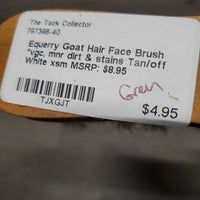 The Tack Collector
797398-40
Equerry Goat Hair Face Brush
*vgc, mnr dirt & stains Tan/off
White xsm MSRP: $8.95
Green
TJXGJT
$4.95